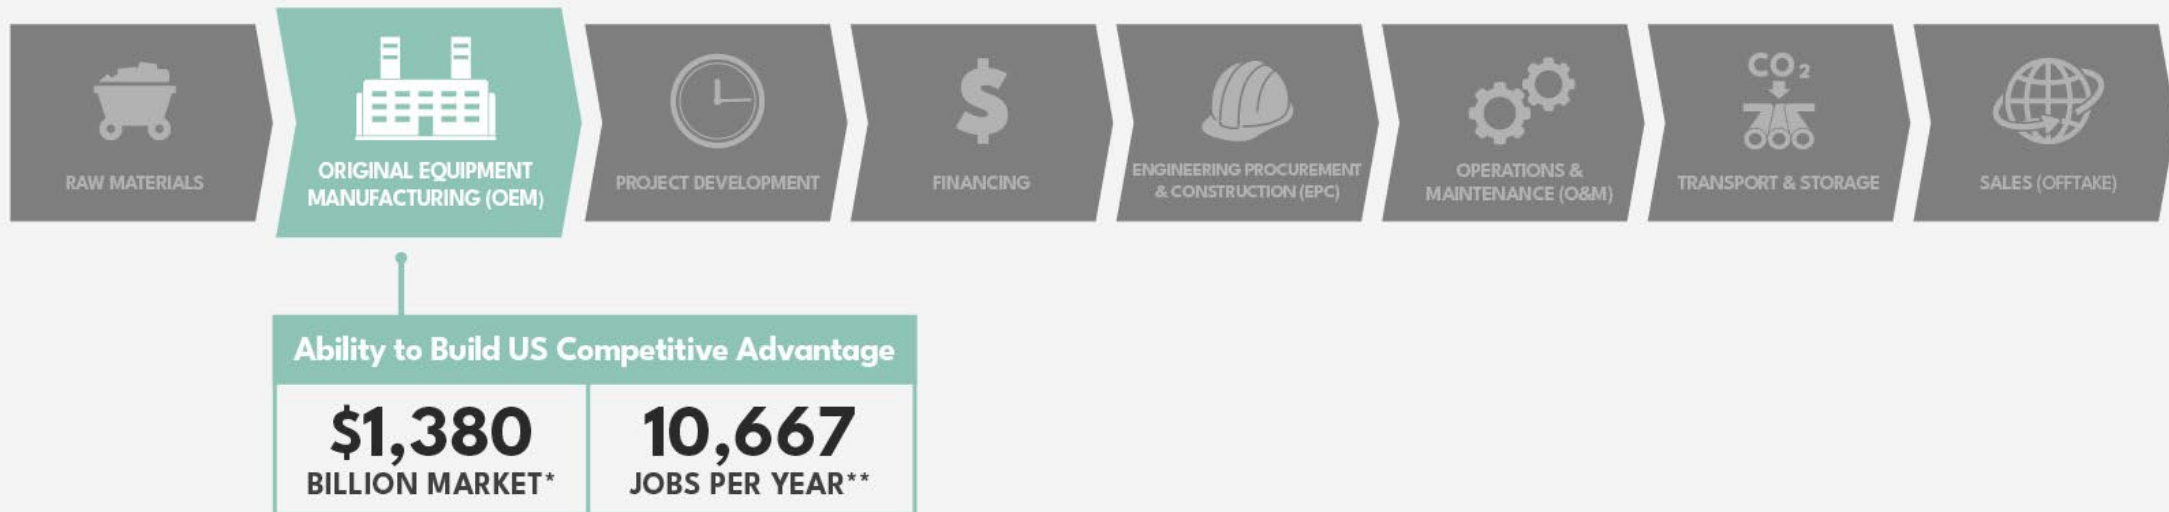 RAW MATERIALS
ORIGINAL EQUIPMENT
MANUFACTURING (OEM)
PROJECT DEVELOPMENT
$
FINANCING
ENGINEERING PROCUREMENT
& CONSTRUCTION (EPC)
OPERATIONS &
MAINTENANCE (O&M)
CO2
TRANSPORT & STORAGE
SALES (OFFTAKE)
Ability to Build US Competitive Advantage
$1,380
BILLION MARKET*
10,667
JOBS PER YEAR**